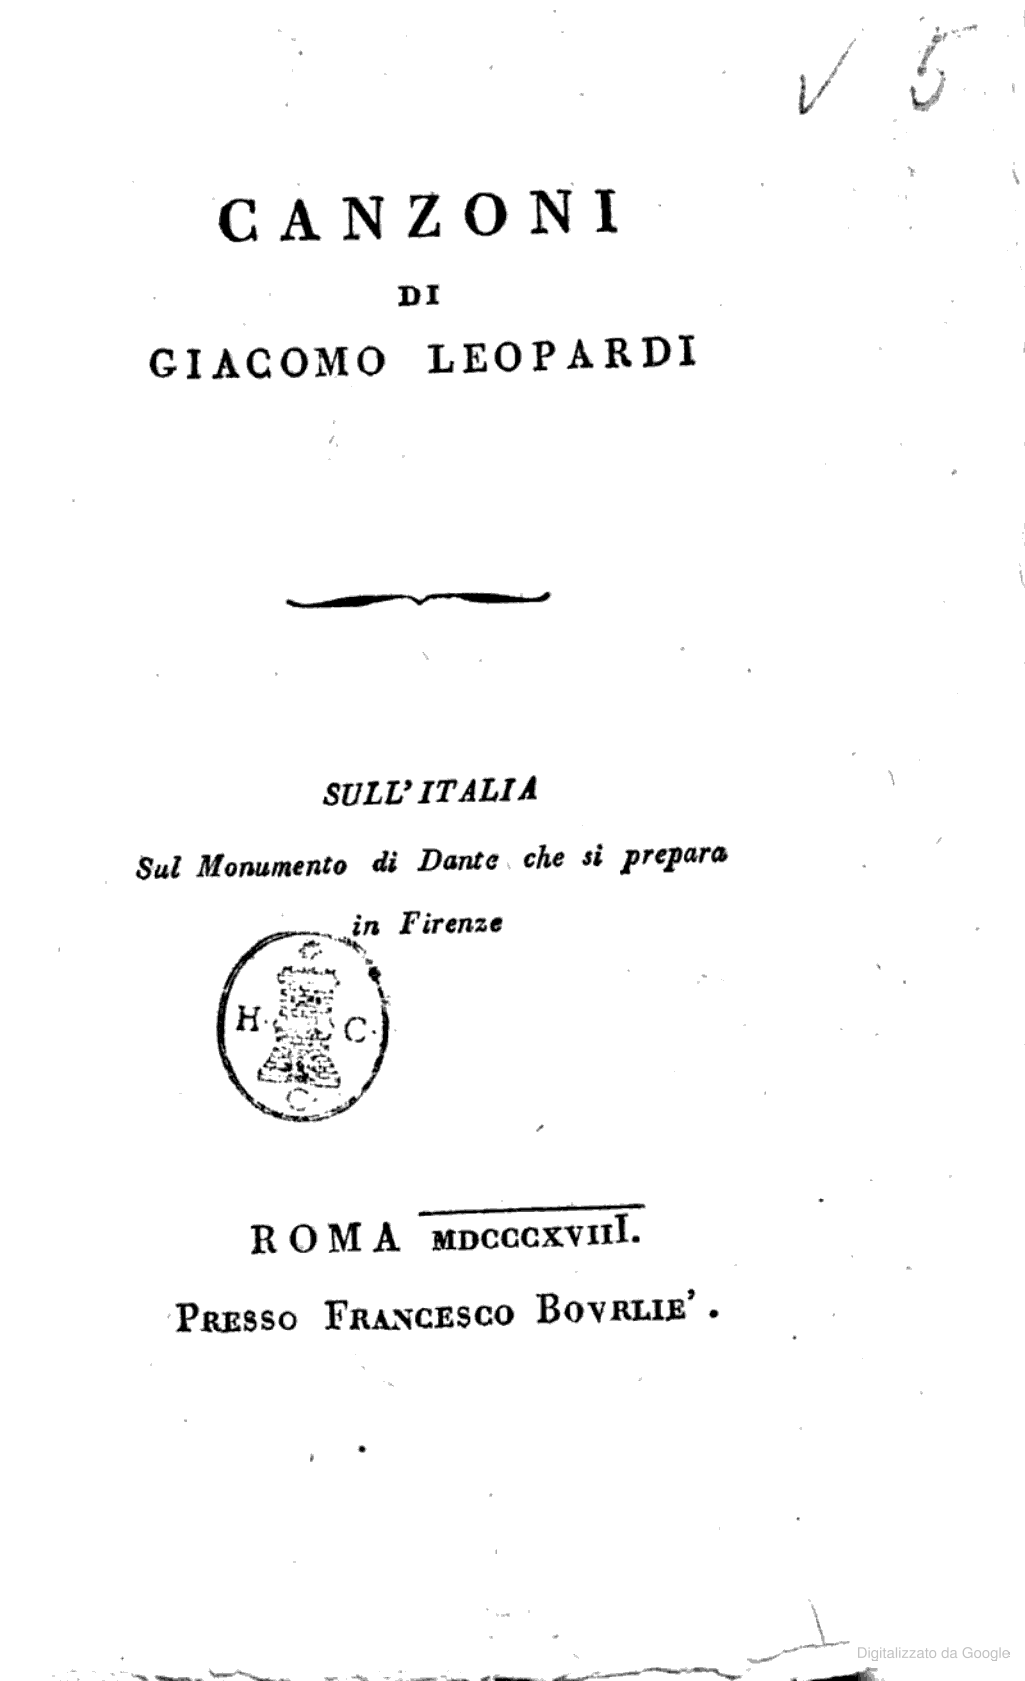 V 5
CANZONI
DI
GIACOMO LEOPARDI
SULL' ITALIA
Sul Monumento di Dante che si prepara
in Firenze
H. C.
C.
ROMA MDCCCXVIII.
PRESSO FRANCESCO BOVRLIE'.
Digitalizzato da Google